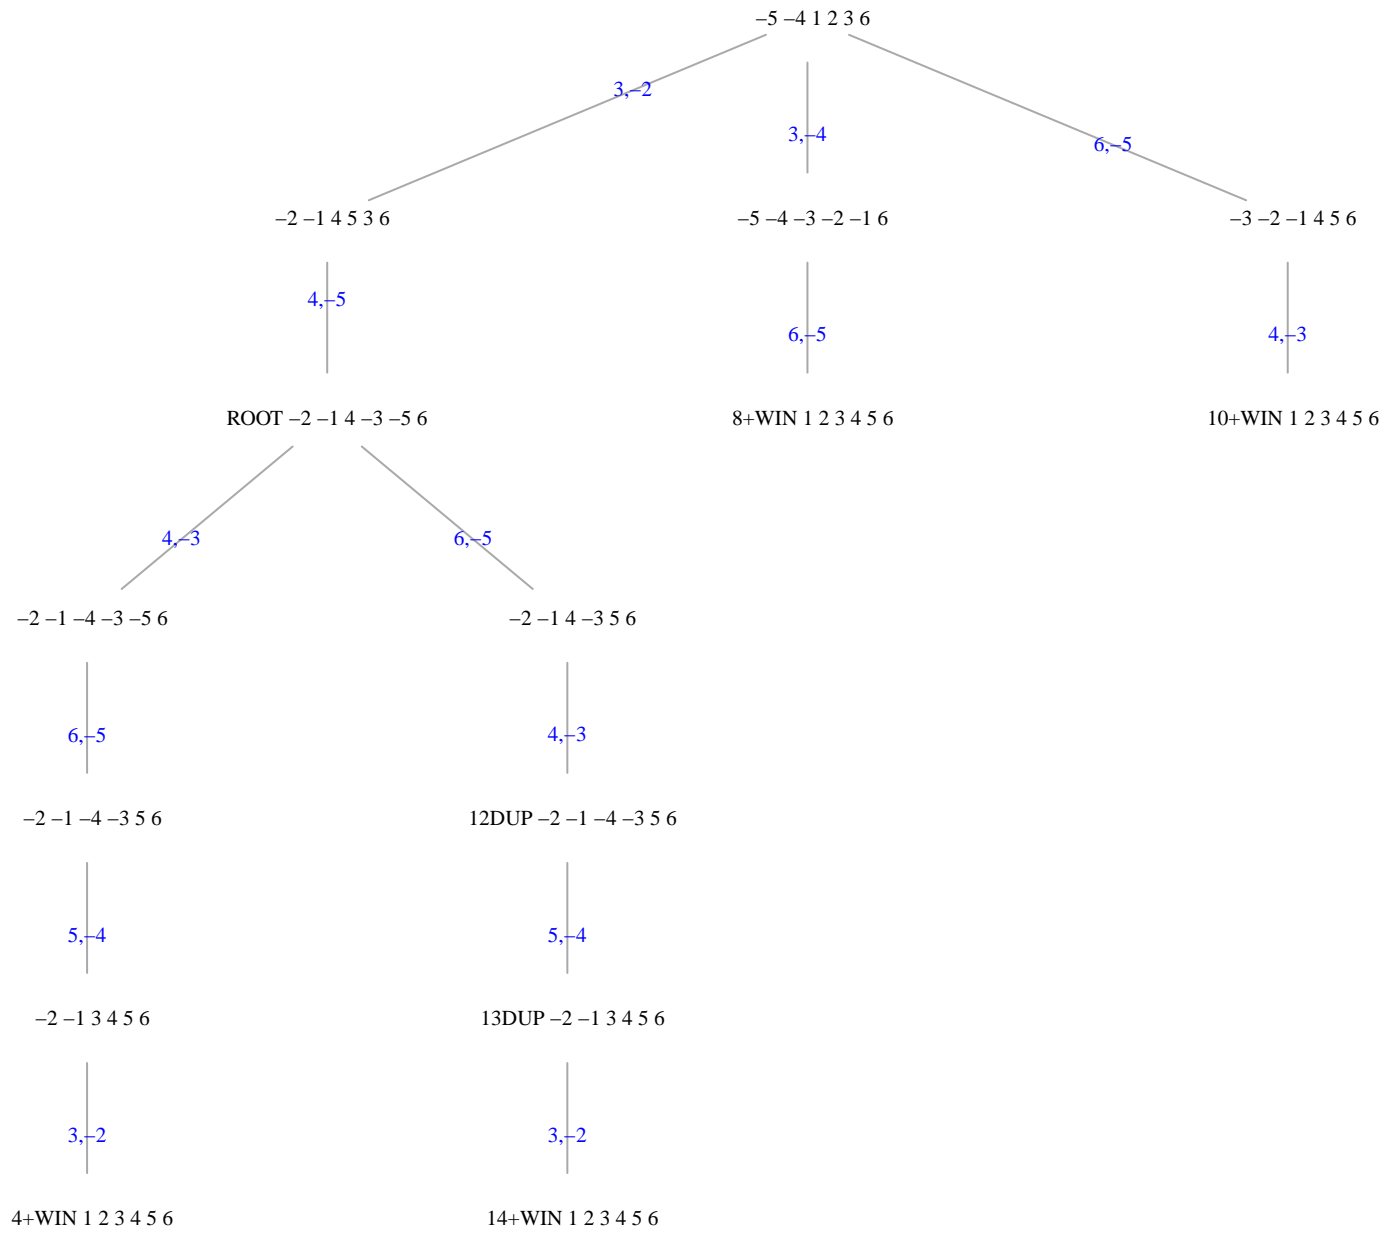 –5 –4 1 2 3 6
3,–2
3,–4
6,–5
–2 –1 4 5 3 6
–5 –4 –3 –2 –1 6
–3 –2 –1 4 5 6
4,–5
6,–5
4,–3
ROOT –2 –1 4 –3 –5 6
8+WIN 1 2 3 4 5 6
10+WIN 1 2 3 4 5 6
4,–3
6,–5
–2 –1 –4 –3 –5 6
–2 –1 4 –3 5 6
6,–5
4,–3
–2 –1 –4 –3 5 6
12DUP –2 –1 –4 –3 5 6
5,–4
5,–4
–2 –1 3 4 5 6
13DUP –2 –1 3 4 5 6
3,–2
3,–2
4+WIN 1 2 3 4 5 6
14+WIN 1 2 3 4 5 6